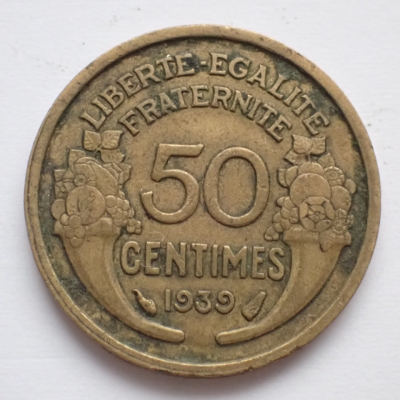 LIBERTE-EGALITE
FRATERNITE
50
CENTIMES
1939